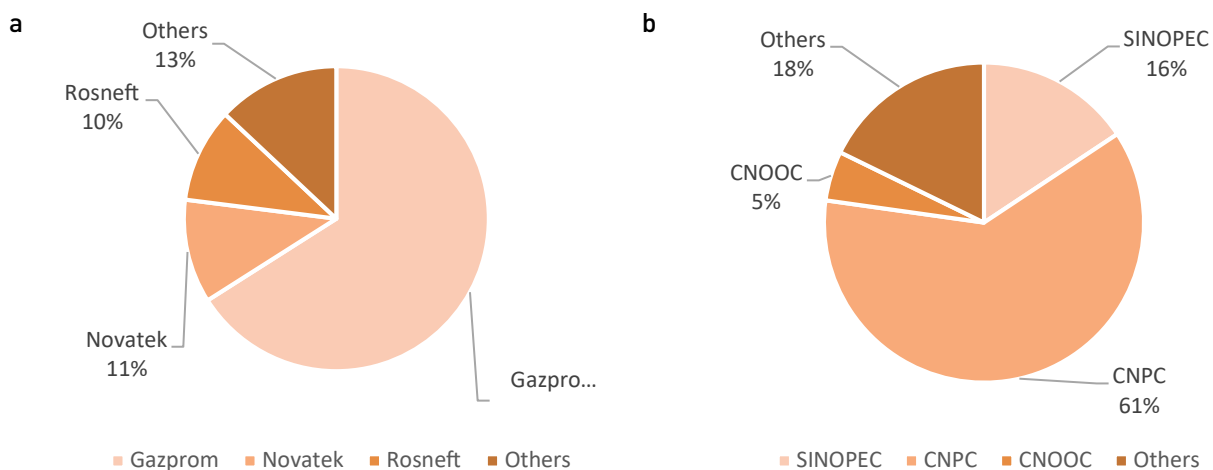 a
Others
13%
Rosneft
10%
Novatek
11%
Gazpro...
Gazprom Novatek Rosneft Others
b
Others
18%
SINOPEC
16%
CNOOC
5%
CNPC
61%
SINOPEC CNPC CNOOC Others